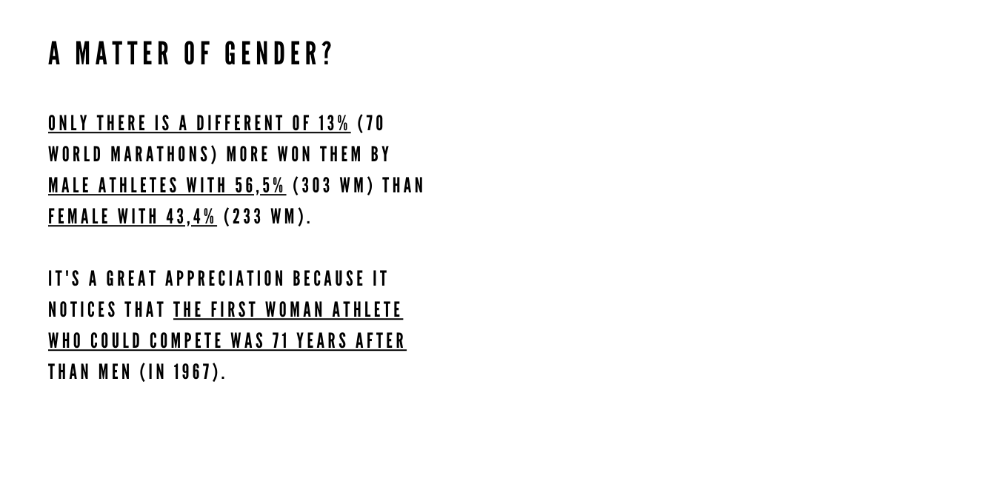 A MATTER OF GENDER?
ONLY THERE IS A DIFFERENT OF 13% (70
WORLD MARATHONS) MORE WON THEM BY
MALE ATHLETES WITH 56,5% (303 WM) THAN
FEMALE WITH 43,4% (233 WM).
IT'S A GREAT APPRECIATION BECAUSE IT
NOTICES THAT THE FIRST WOMAN ATHLETE
WHO COULD COMPETE WAS 71 YEARS AFTER
THAN MEN (IN 1967).